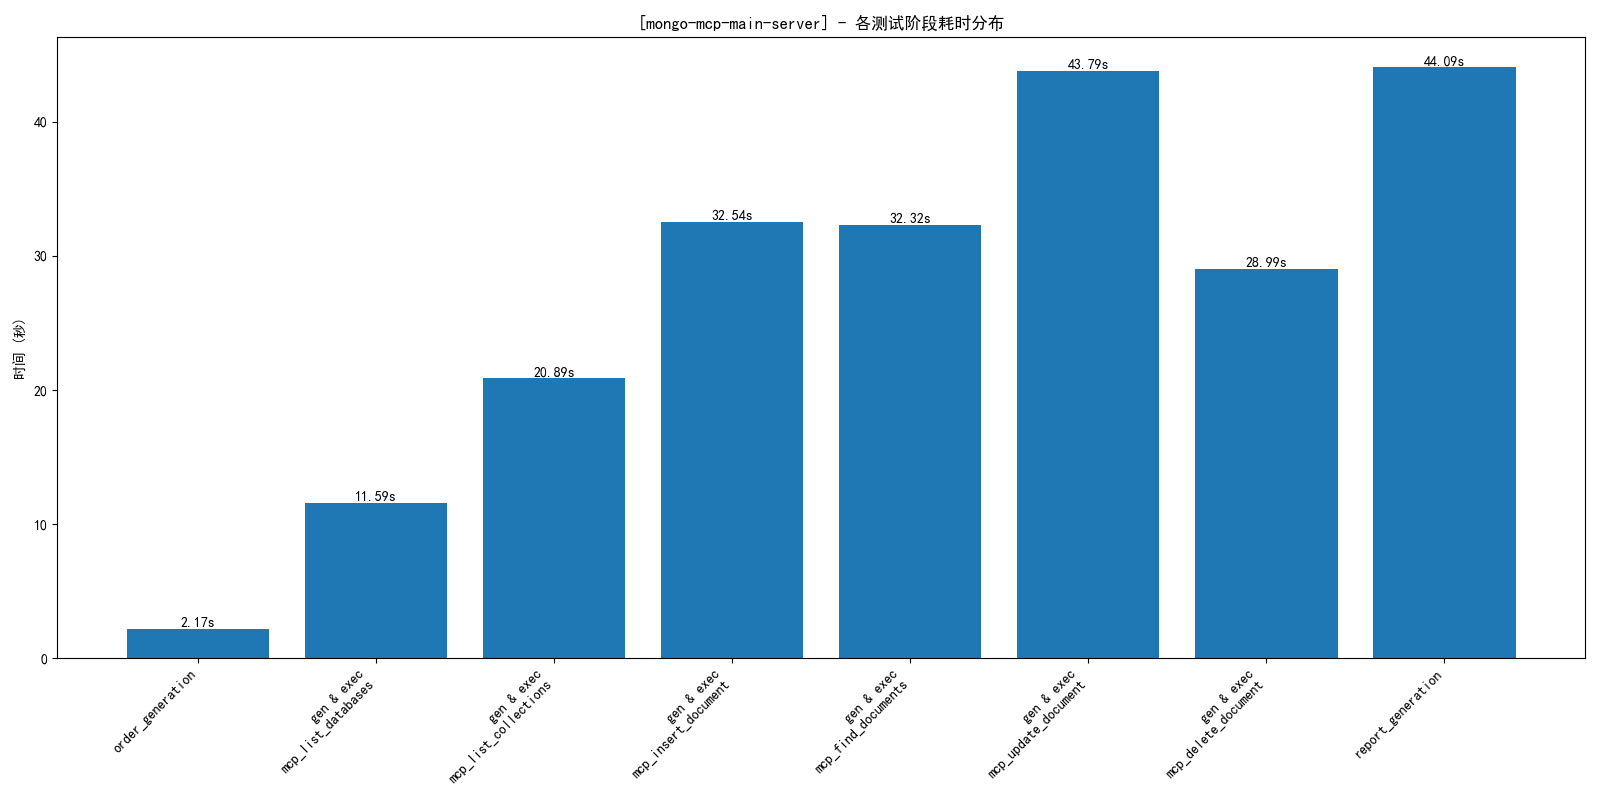 [mongo-mcp-main-server] - 各测试阶段耗时分布
时间 (秒)
40
30
20
10
0
2.17s
11.59s
20.89s
32.54s
32.32s
43.79s
28.99s
44.09s
order_generation
gen & exec
mcp_list_databases
gen & exec
mcp_list_collections
gen & exec
mcp_insert_document
gen & exec
mcp_find_documents
gen & exec
mcp_update_document
gen & exec
mcp_delete_document
report_generation